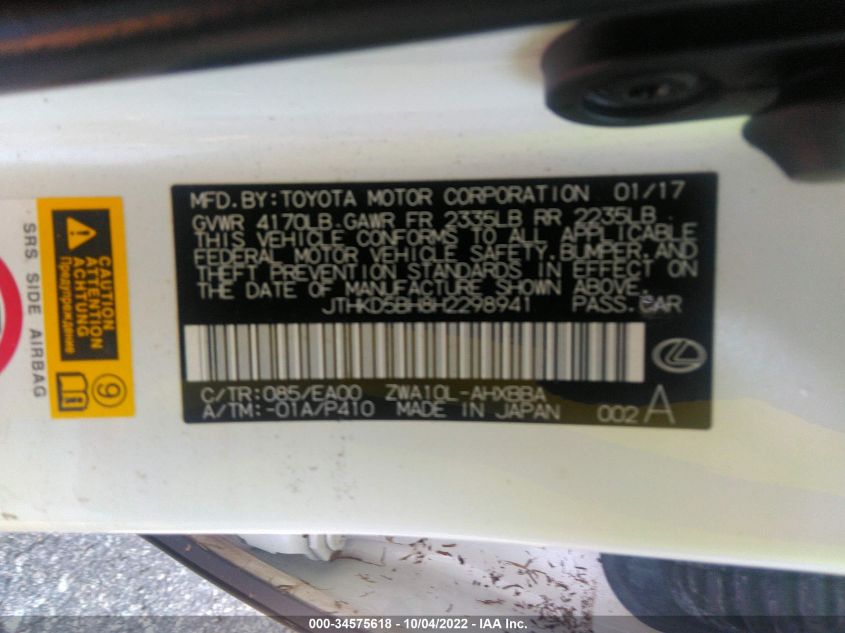 MFD.BY:TOYOTA MOTOR CORPORATION 01/17
GVWR 4170LB GAWR FR 2335LB RR 2235LB
THIS VEHICLE CONFORMS TO ALL APPLICABLE
FEDERAL MOTOR VEHICLE SAFETY,BUMPER,AND
THEFT PREVENTION STANDARDS IN EFFECT ON
THE DATE OF MANUFACTURE SHOWN ABOVE.
JTHKD5BH8H2298941 PASS.CAR
C/TR:085/EA00 ZWA10L-AHXBBA
A/TM:-01A/P410 MADE IN JAPAN 002 A
CAUTION
ATTENTION
ACHTUNG
Предупреждение
9
SRS SIDE AIRBAG
000-34575618 - 10/04/2022 - IAA Inc.